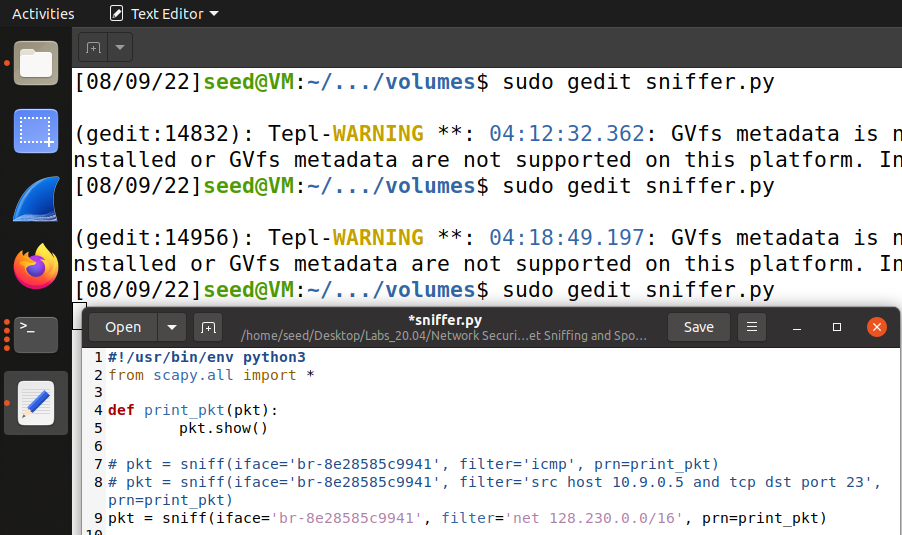 Activities Text Editor
[08/09/22]seed@VM:~/.../volumes$ sudo gedit sniffer.py
(gedit:14832): Tepl-WARNING **: 04:12:32.362: GVfs metadata is n
nstalled or GVfs metadata are not supported on this platform. In
[08/09/22]seed@VM:~/.../volumes$ sudo gedit sniffer.py
(gedit:14956): Tepl-WARNING **: 04:18:49.197: GVfs metadata is n
nstalled or GVfs metadata are not supported on this platform. In
[08/09/22]seed@VM:~/.../volumes$ sudo gedit sniffer.py
Open *sniffer.py Save
/home/seed/Desktop/Labs_20.04/Network Securi...et Sniffing and Spo...
1 #!/usr/bin/env python3
2 from scapy.all import *
3
4 def print_pkt(pkt):
5 pkt.show()
6
7 # pkt = sniff(iface='br-8e28585c9941', filter='icmp', prn=print_pkt)
8 # pkt = sniff(iface='br-8e28585c9941', filter='src host 10.9.0.5 and tcp dst port 23',
prn=print_pkt)
9 pkt = sniff(iface='br-8e28585c9941', filter='net 128.230.0.0/16', prn=print_pkt)
10